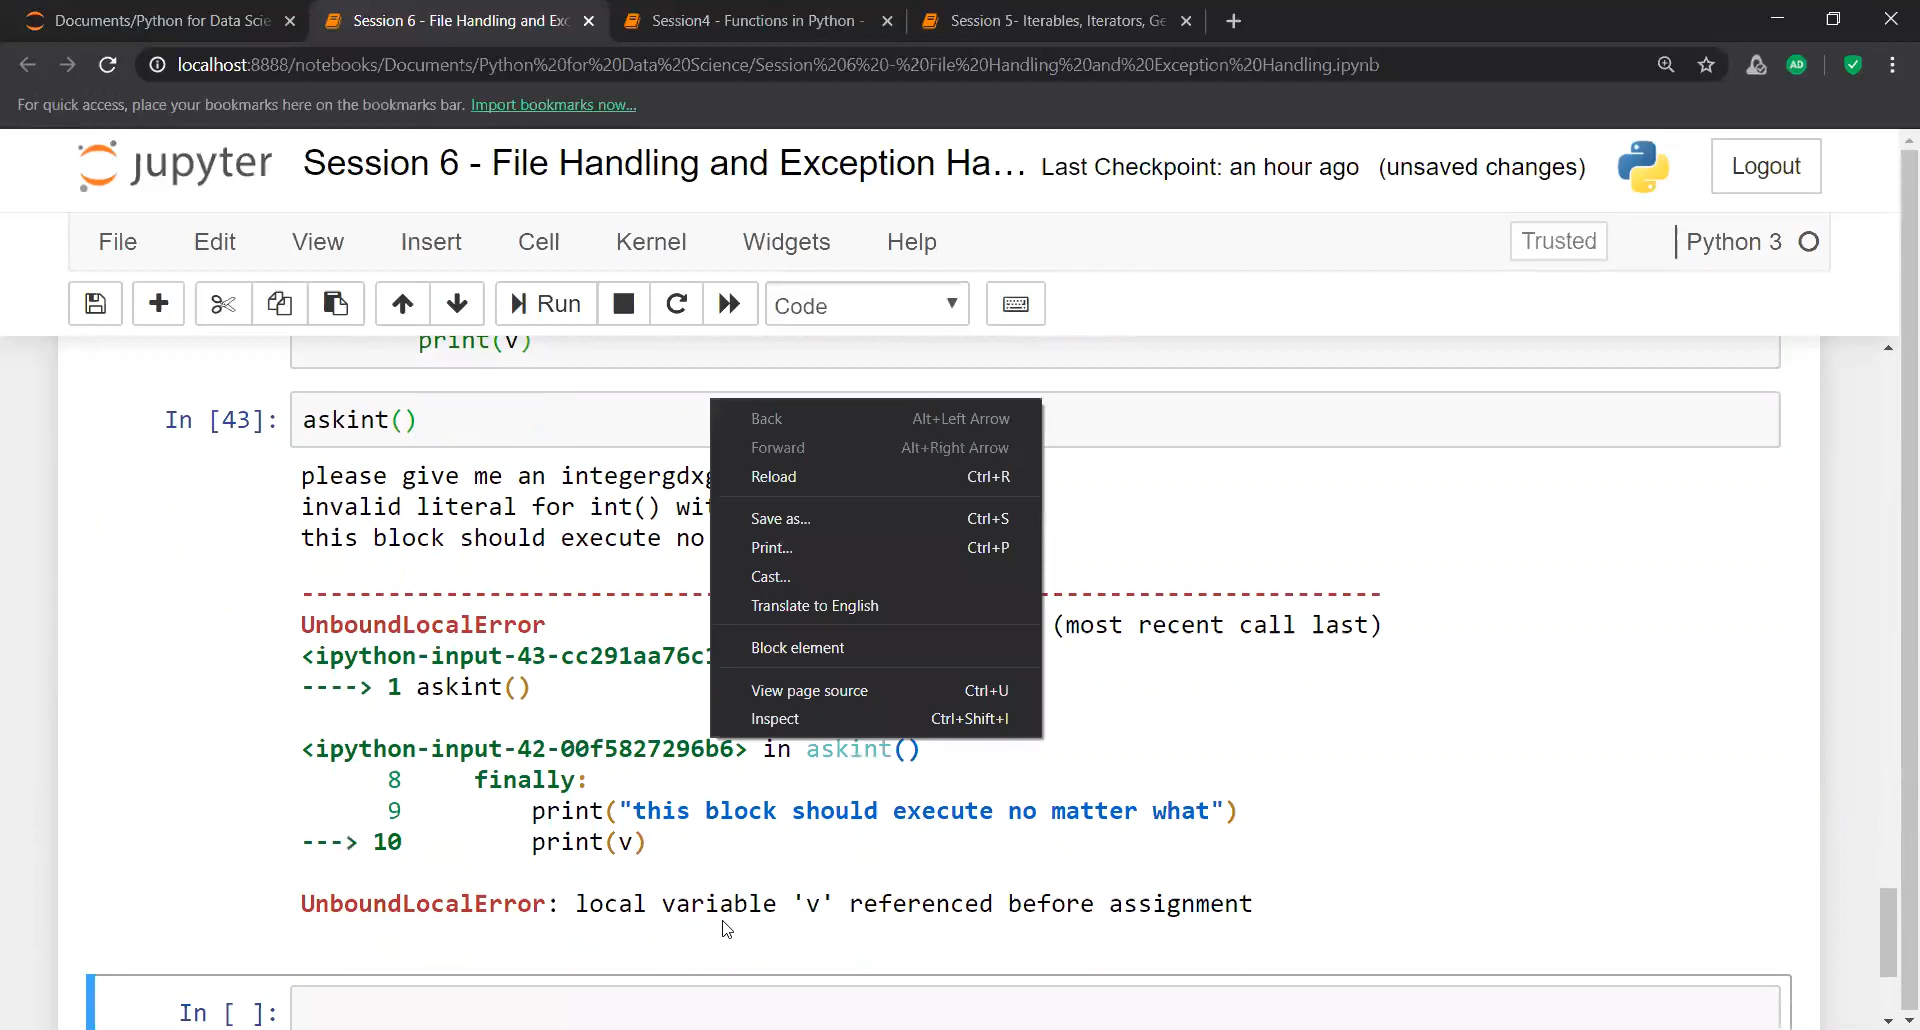 Documents/Python for Data Scie
Session 6 - File Handling and Exc
Session4 - Functions in Python -
Session 5- Iterables, Iterators, Ge
localhost:8888/notebooks/Documents/Python%20for%20Data%20Science/Session%206%20-%20File%20Handling%20and%20Exception%20Handling.ipynb
AD
For quick access, place your bookmarks here on the bookmarks bar. Import bookmarks now...
jupyter Session 6 - File Handling and Exception Ha... Last Checkpoint: an hour ago (unsaved changes) Logout
File Edit View Insert Cell Kernel Widgets Help Trusted Python 3
Run Code
print(v)
In [43]: askint()
please give me an integergdxg
invalid literal for int() wit
this block should execute no
--------------------------------------------------------------------------
UnboundLocalError (most recent call last)
<ipython-input-43-cc291aa76c1
----> 1 askint()
<ipython-input-42-00f5827296b6> in askint()
8 finally:
9 print("this block should execute no matter what")
---> 10 print(v)
UnboundLocalError: local variable 'v' referenced before assignment
In [ ]:
Back Alt+Left Arrow
Forward Alt+Right Arrow
Reload Ctrl+R
Save as... Ctrl+S
Print... Ctrl+P
Cast...
Translate to English
Block element
View page source Ctrl+U
Inspect Ctrl+Shift+I